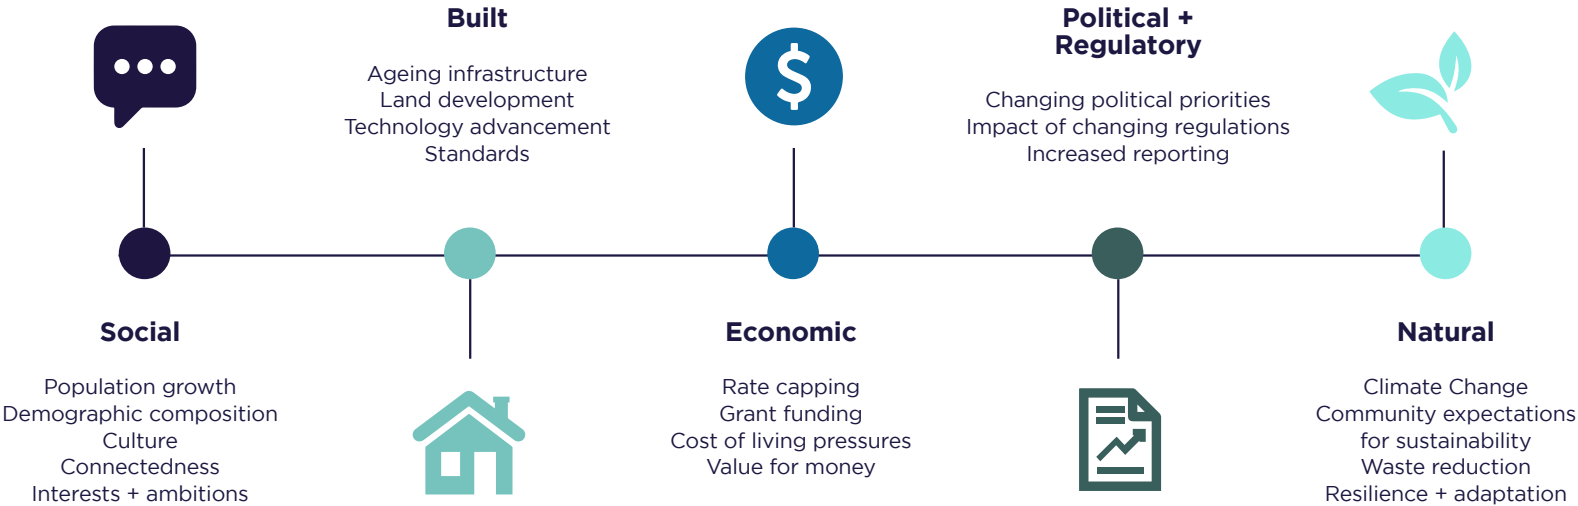 Social
Population growth
Demographic composition
Culture
Connectedness
Interests + ambitions
Built
Ageing infrastructure
Land development
Technology advancement
Standards
Economic
Rate capping
Grant funding
Cost of living pressures
Value for money
Political +
Regulatory
Changing political priorities
Impact of changing regulations
Increased reporting
Natural
Climate Change
Community expectations
for sustainability
Waste reduction
Resilience + adaptation